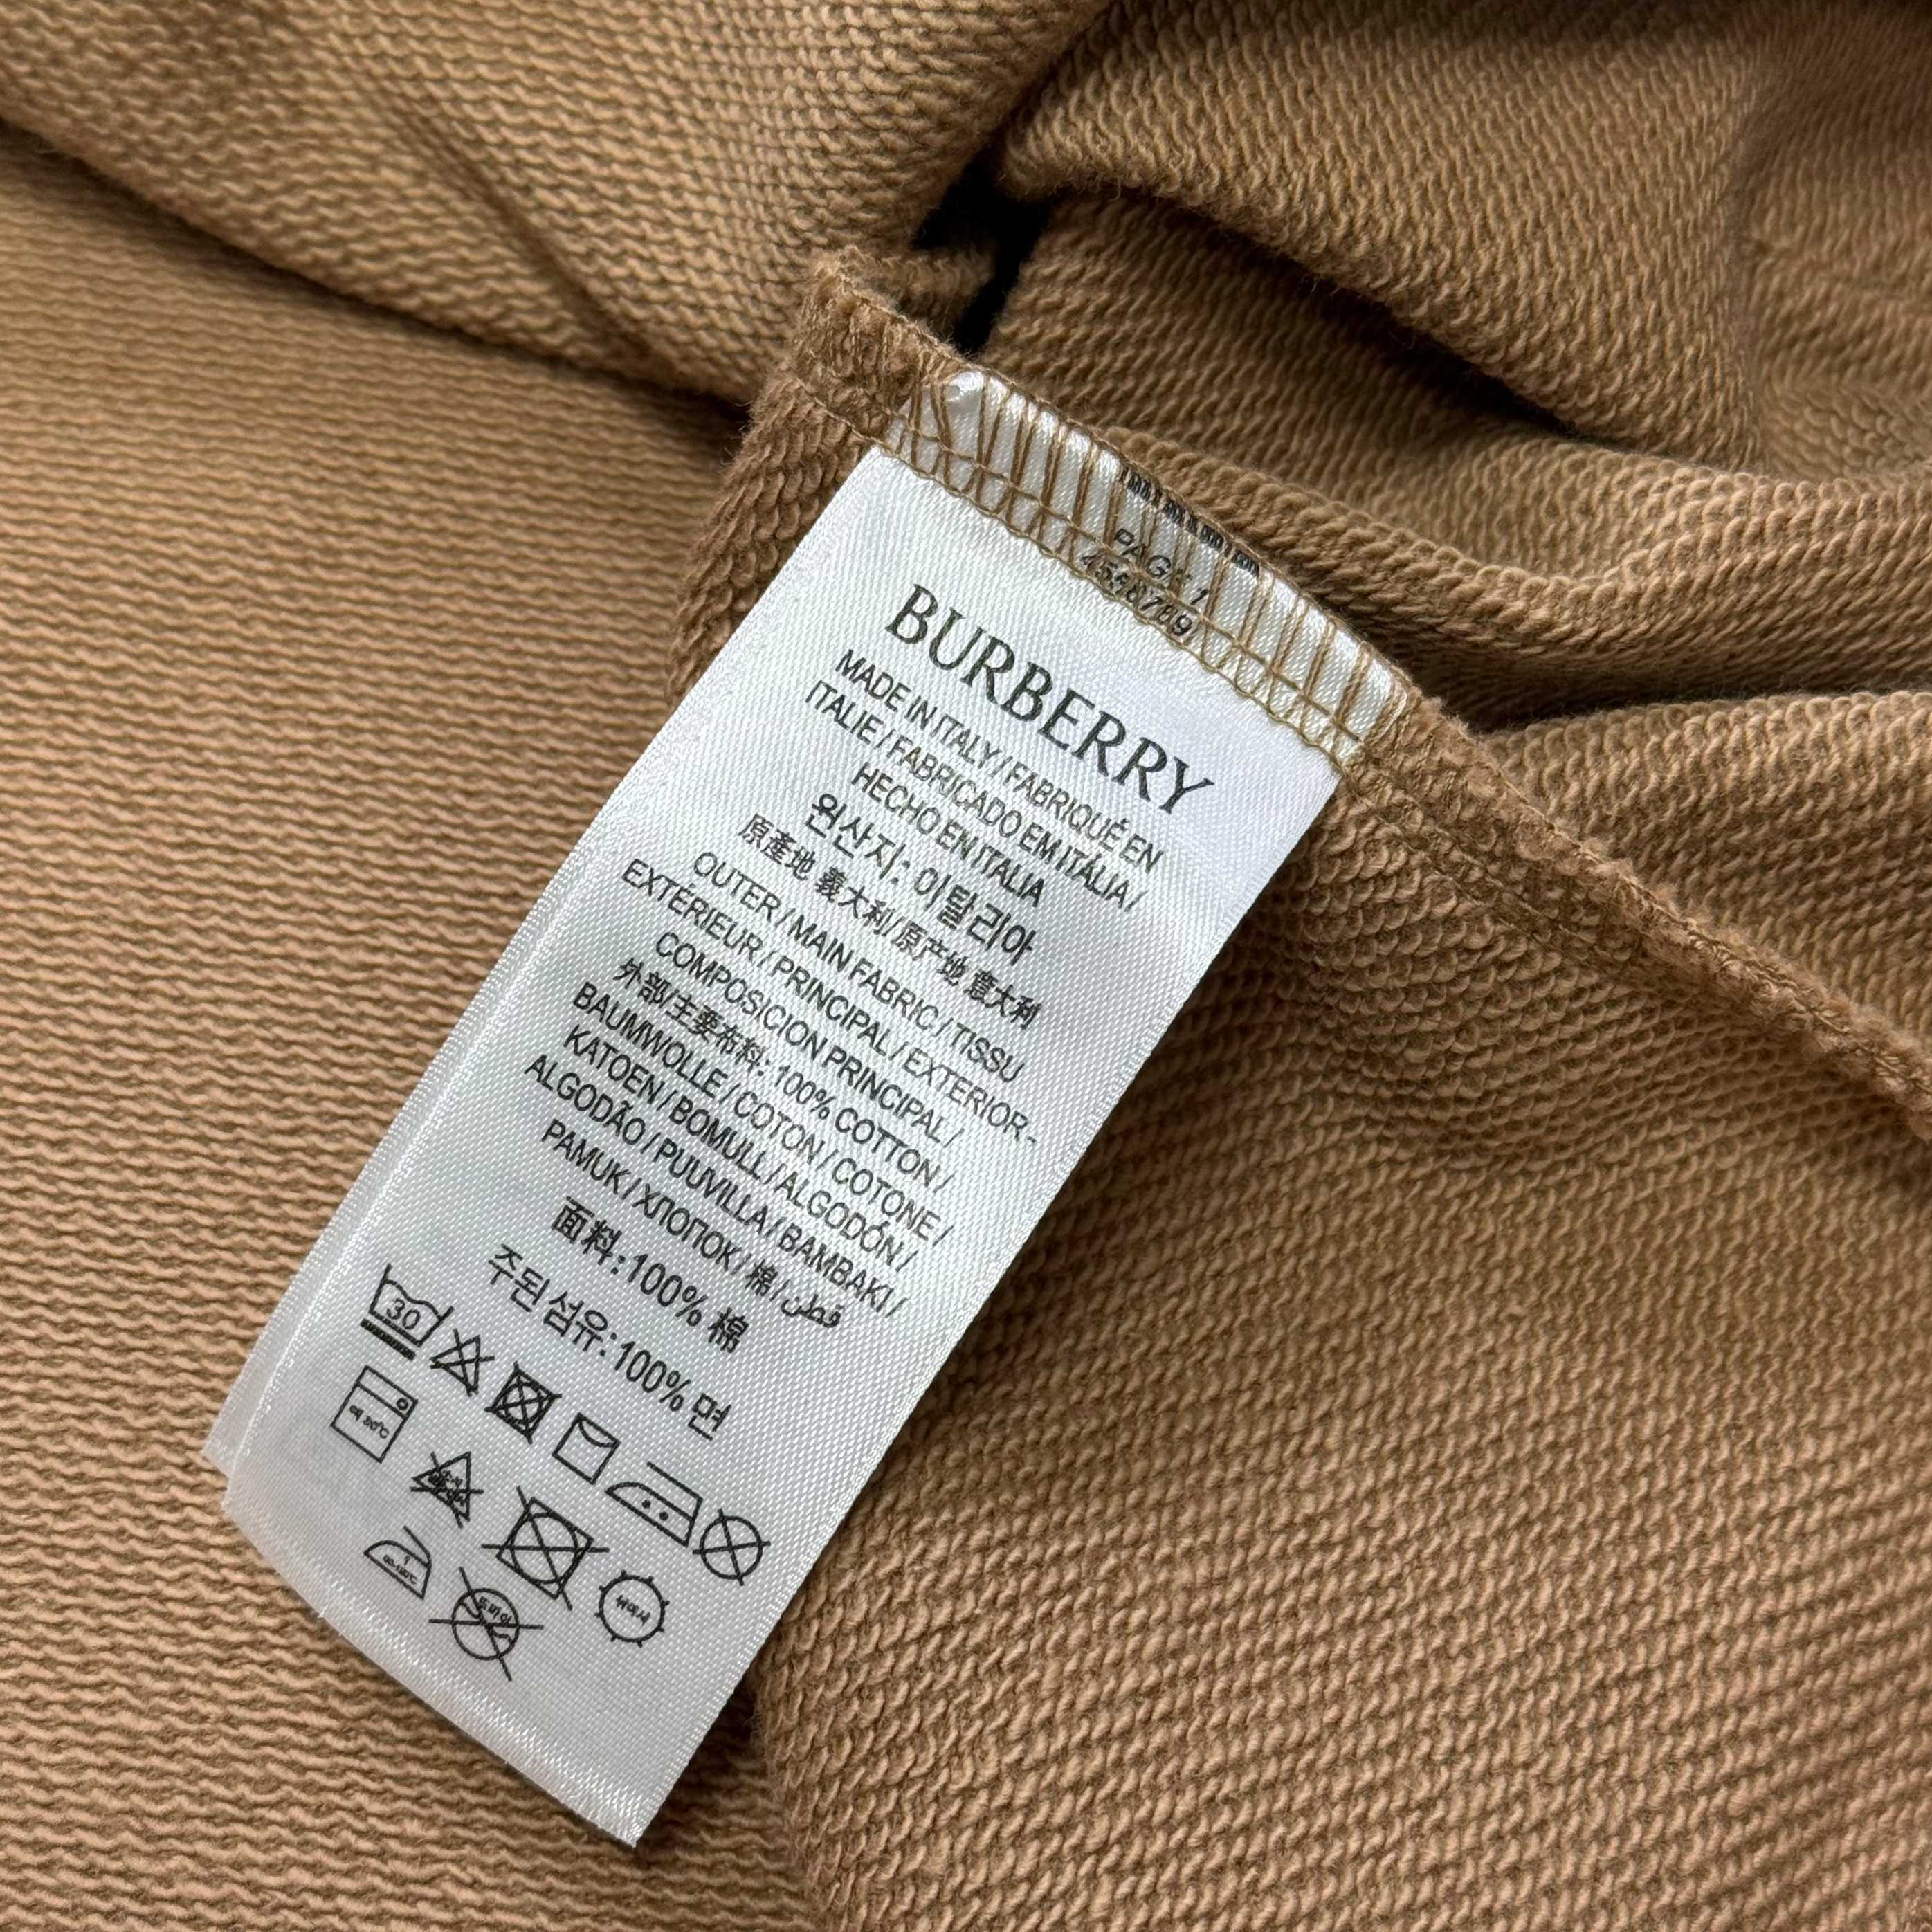 PAGE 1
BURBERRY
MADE IN ITALY / FABRIQUÉ EN
ITALIE / FABRICADO EM ITÁLIA /
HECHO EN ITALIA
원산지: 이탈리아
原產地 義大利/原产地 意大利
OUTER / MAIN FABRIC / TISSU
EXTÉRIEUR / PRINCIPAL / EXTERIOR-
COMPOSICION PRINCIPAL /
外部/主要布料: 100% COTTON /
BAUMWOLLE / COTON / COTONE /
KATOEN / BOMULL / ALGODÓN /
ALGODÃO / PUUVILLA / BAMBAKI /
PAMUK / ХЛОПОК / 棉 / قطن
面料:100% 棉
주된 섬유:100% 면
30